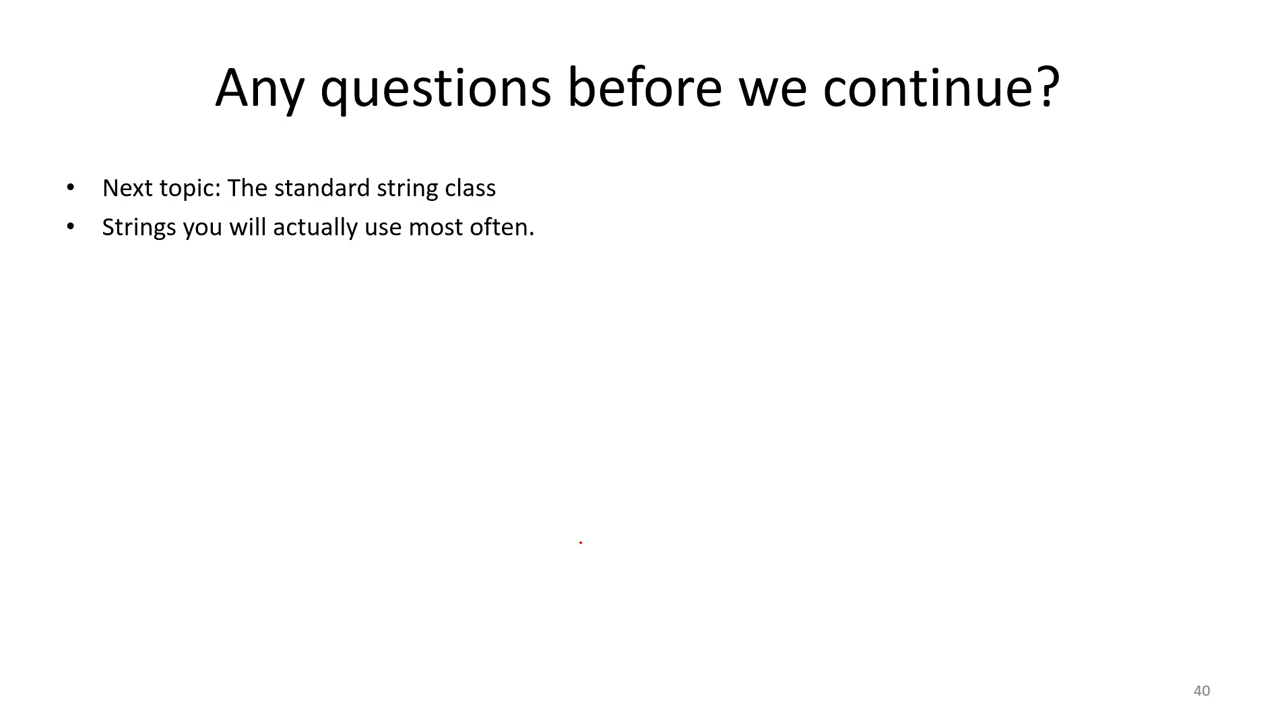 Any questions before we continue?
• Next topic: The standard string class
• Strings you will actually use most often.
40